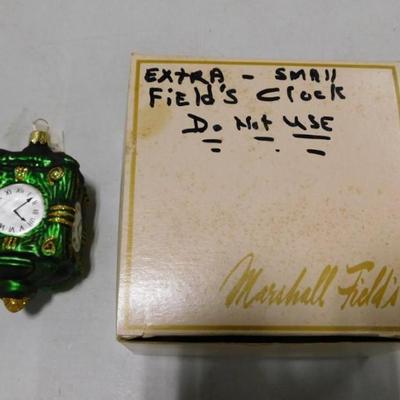 EXTRA - SMALL
FIELD'S CLOCK
Do Not USE
Marshall Field's